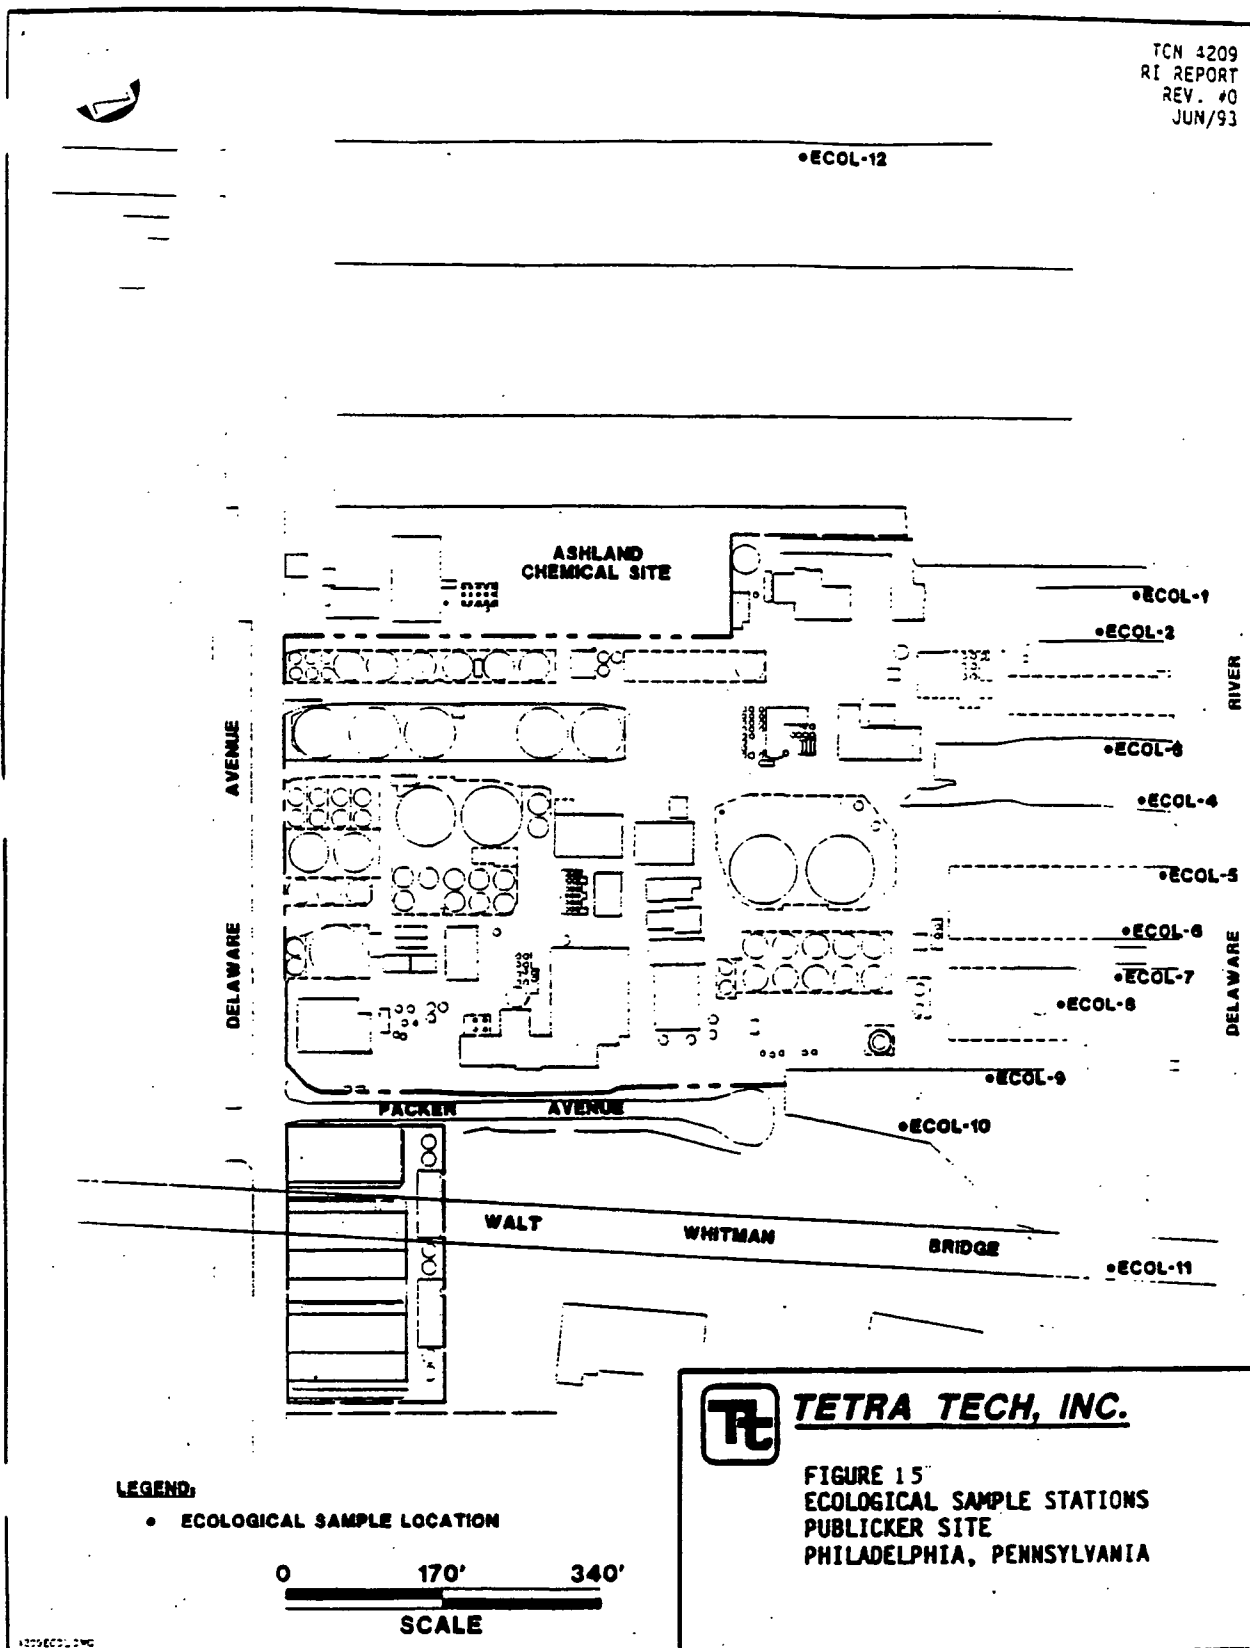 TCN 4209
RI REPORT
REV. #0
JUN/93
•ECOL-12
ASHLAND
CHEMICAL SITE
•ECOL-1
•ECOL-2
RIVER
AVENUE
•ECOL-3
•ECOL-4
•ECOL-5
DELAWARE
•ECOL-6
•ECOL-7
•ECOL-8
DELAWARE
•ECOL-9
PACKER AVENUE
•ECOL-10
WALT WHITMAN BRIDGE
•ECOL-11
Tt TETRA TECH, INC.
FIGURE 15
ECOLOGICAL SAMPLE STATIONS
PUBLICKER SITE
PHILADELPHIA, PENNSYLVANIA
LEGEND:
• ECOLOGICAL SAMPLE LOCATION
0 170' 340'
SCALE